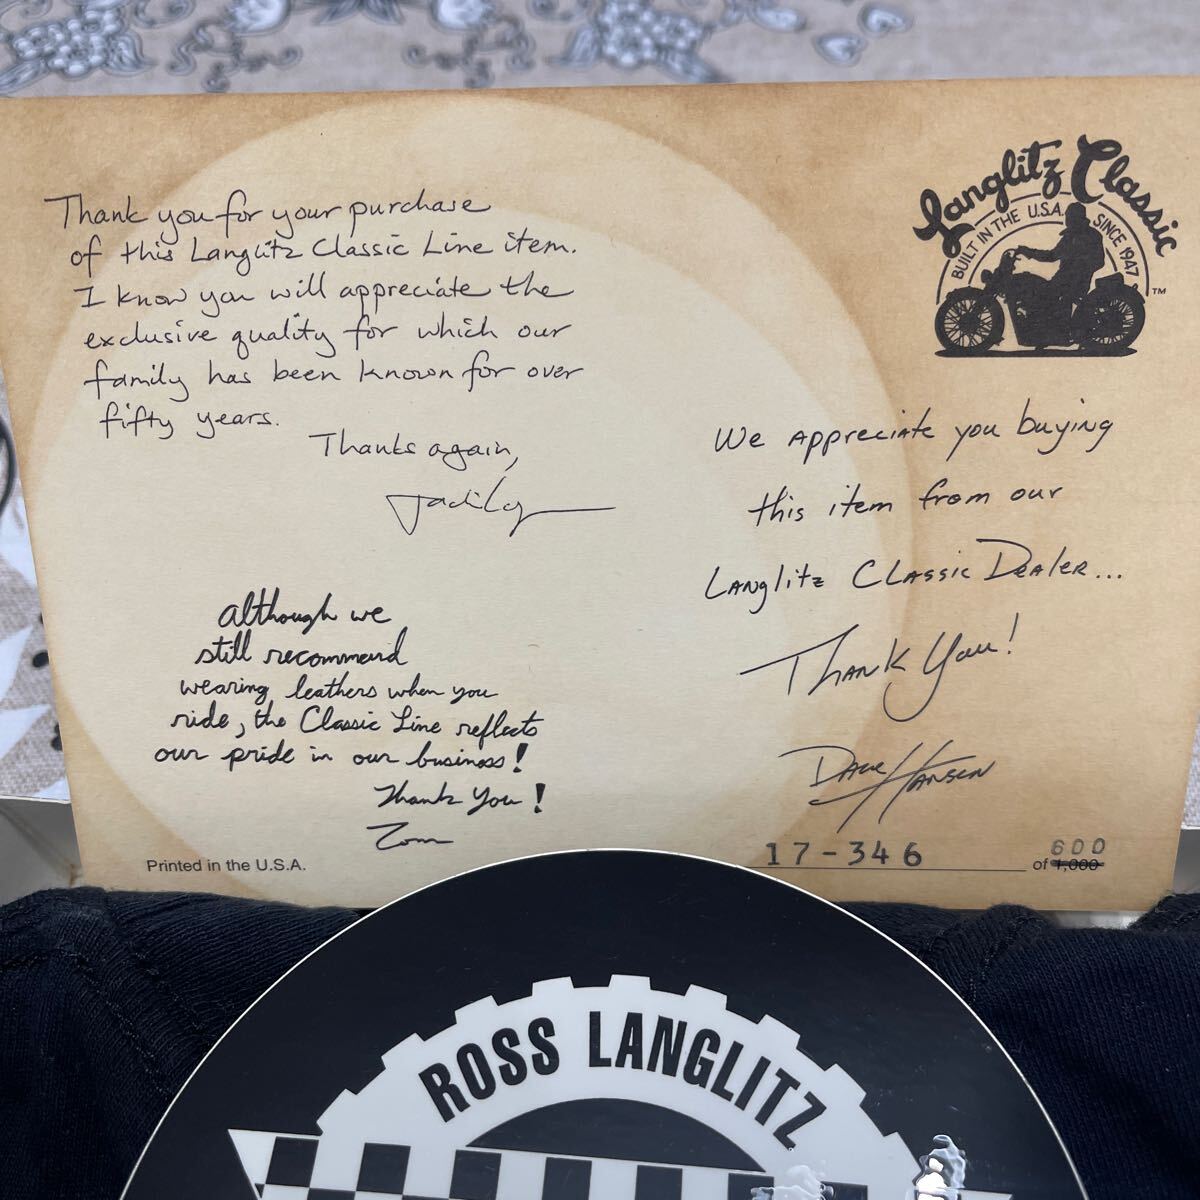 Thank you for your purchase
of this Langlitz Classic Line item.
I know you will appreciate the
exclusive quality for which our
family has been known for over
fifty years.
Thanks again,
although we
still recommend
wearing leathers when you
ride, the Classic Line reflects
our pride in our business!
Thank You!
Tom
Printed in the U.S.A.
Langlitz Classic
BUILT IN THE U.S.A. SINCE 1947
TM
We appreciate you buying
this item from our
Langlitz Classic Dealer...
Thank You!
Dave Hansen
600
17-346 of 1,000
ROSS LANGLITZ